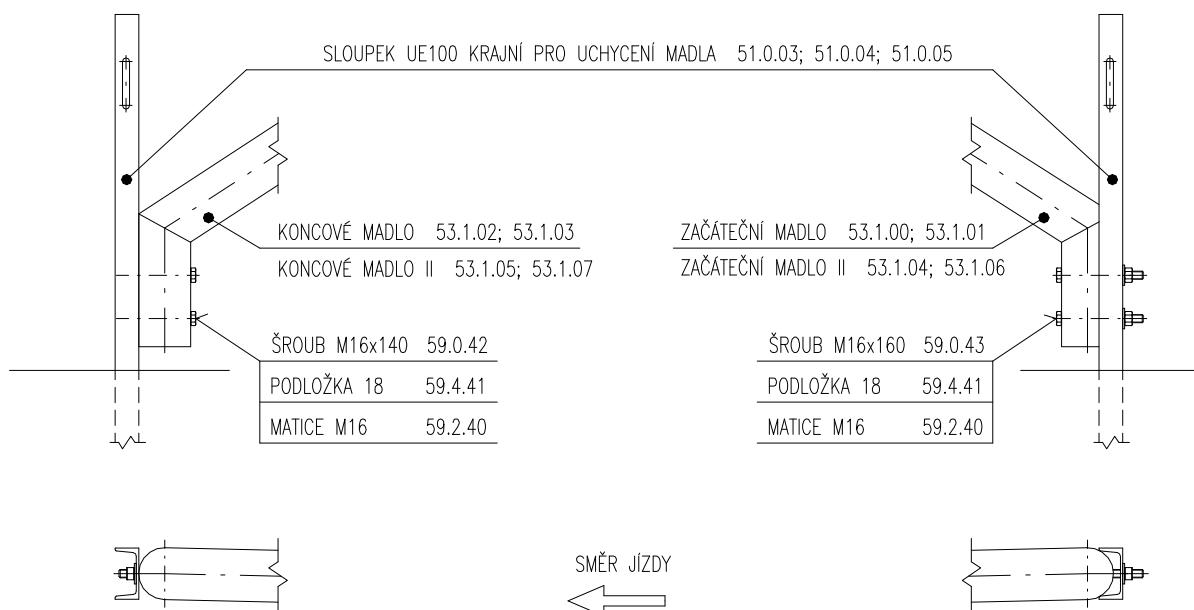 SLOUPEK UE100 KRAJNÍ PRO UCHYCENÍ MADLA 51.0.03; 51.0.04; 51.0.05
KONCOVÉ MADLO 53.1.02; 53.1.03
KONCOVÉ MADLO II 53.1.05; 53.1.07
ZAČÁTEČNÍ MADLO 53.1.00; 53.1.01
ZAČÁTEČNÍ MADLO II 53.1.04; 53.1.06
ŠROUB M16x140 59.0.42
PODLOŽKA 18 59.4.41
MATICE M16 59.2.40
ŠROUB M16x160 59.0.43
PODLOŽKA 18 59.4.41
MATICE M16 59.2.40
SMĚR JÍZDY